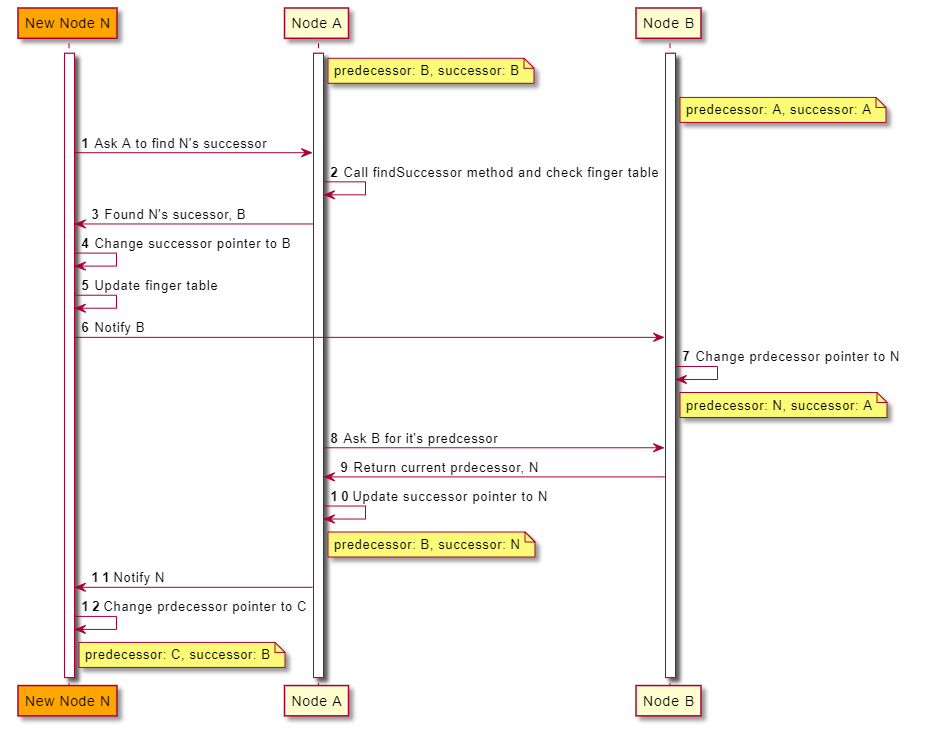 New Node N
Node A
Node B
predecessor: B, successor: B
predecessor: A, successor: A
1 Ask A to find N's successor
2 Call findSuccessor method and check finger table
3 Found N's sucessor, B
4 Change successor pointer to B
5 Update finger table
6 Notify B
7 Change prdecessor pointer to N
predecessor: N, successor: A
8 Ask B for it's predcessor
9 Return current prdecessor, N
10 Update successor pointer to N
predecessor: B, successor: N
11 Notify N
12 Change prdecessor pointer to C
predecessor: C, successor: B
New Node N
Node A
Node B